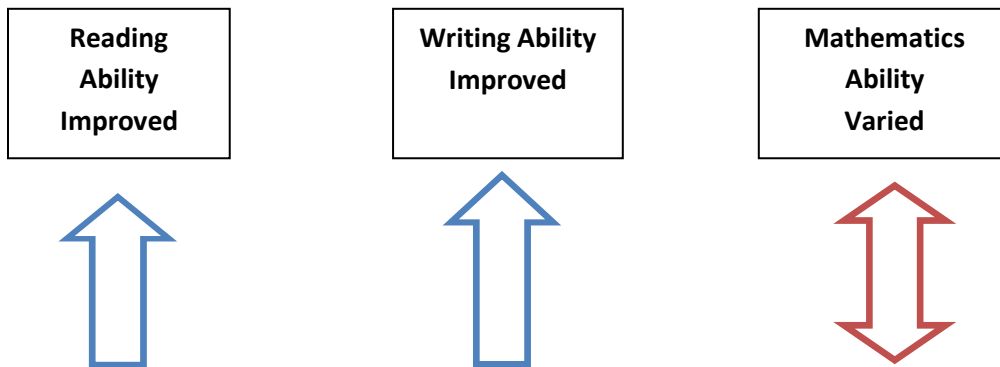 Reading
Ability
Improved
Writing Ability
Improved
Mathematics
Ability
Varied